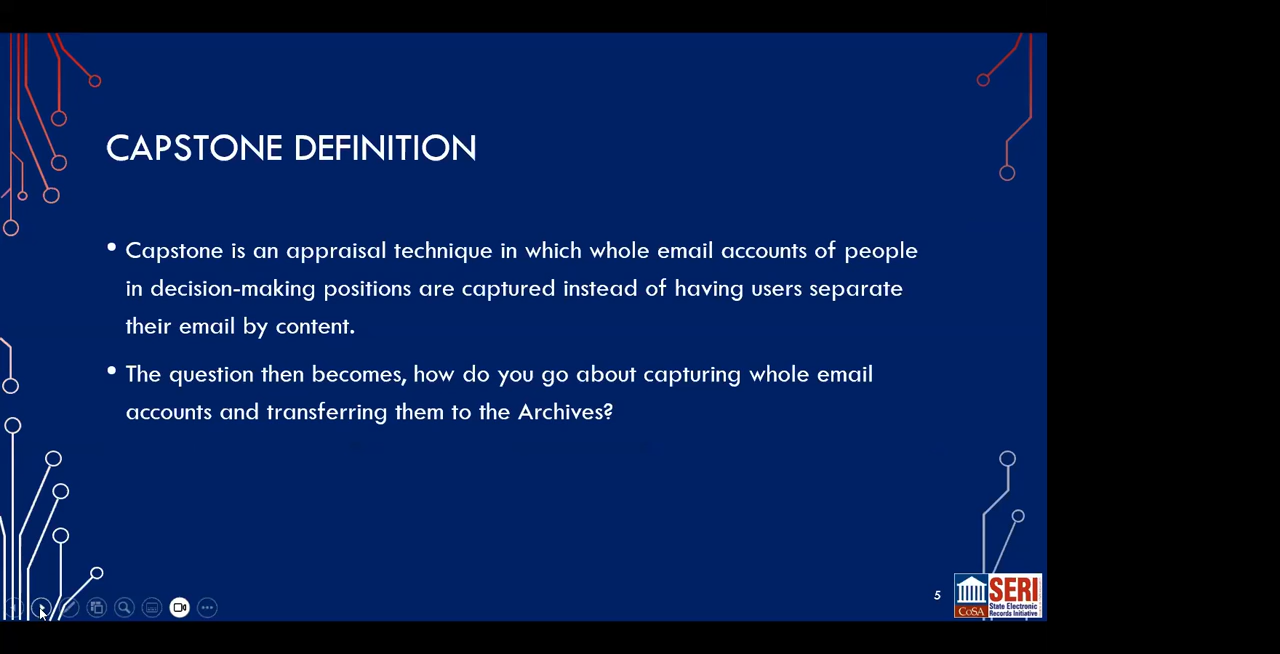 CAPSTONE DEFINITION
• Capstone is an appraisal technique in which whole email accounts of people
in decision-making positions are captured instead of having users separate
their email by content.
• The question then becomes, how do you go about capturing whole email
accounts and transferring them to the Archives?
5
CoSA
SERI
State Electronic
Records Initiative